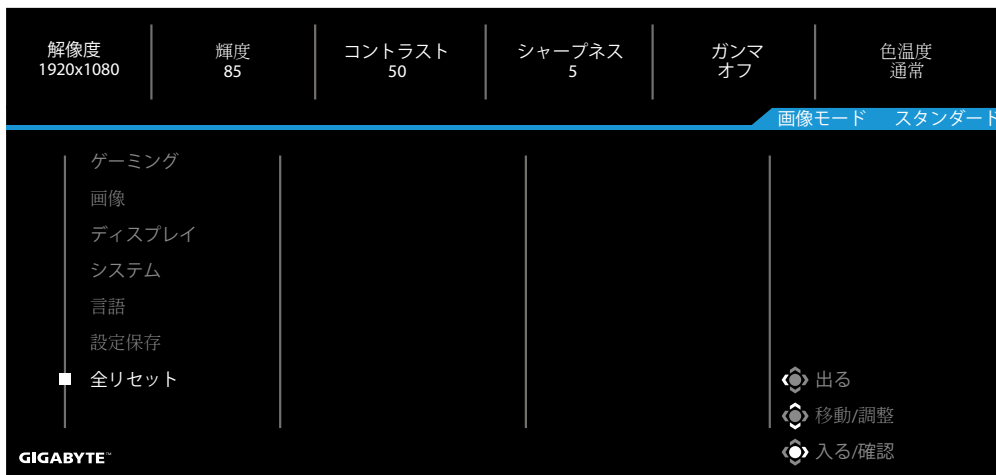 解像度
1920x1080
輝度
85
コントラスト
50
シャープネス
5
ガンマ
オフ
色温度
通常
画像モード スタンダード
ゲーミング
画像
ディスプレイ
システム
言語
設定保存
全リセット
出る
移動/調整
入る/確認
GIGABYTE™